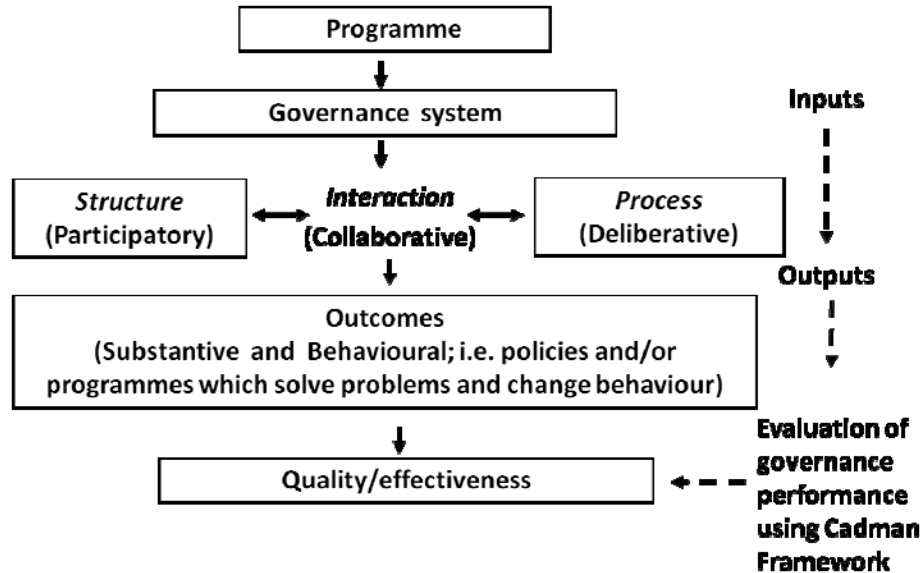 Programme
Governance system
Inputs
Structure
(Participatory)
Interaction
(Collaborative)
Process
(Deliberative)
Outputs
Outcomes
(Substantive and Behavioural; i.e. policies and/or
programmes which solve problems and change behaviour)
Quality/effectiveness
Evaluation of
governance
performance
using Cadman
Framework